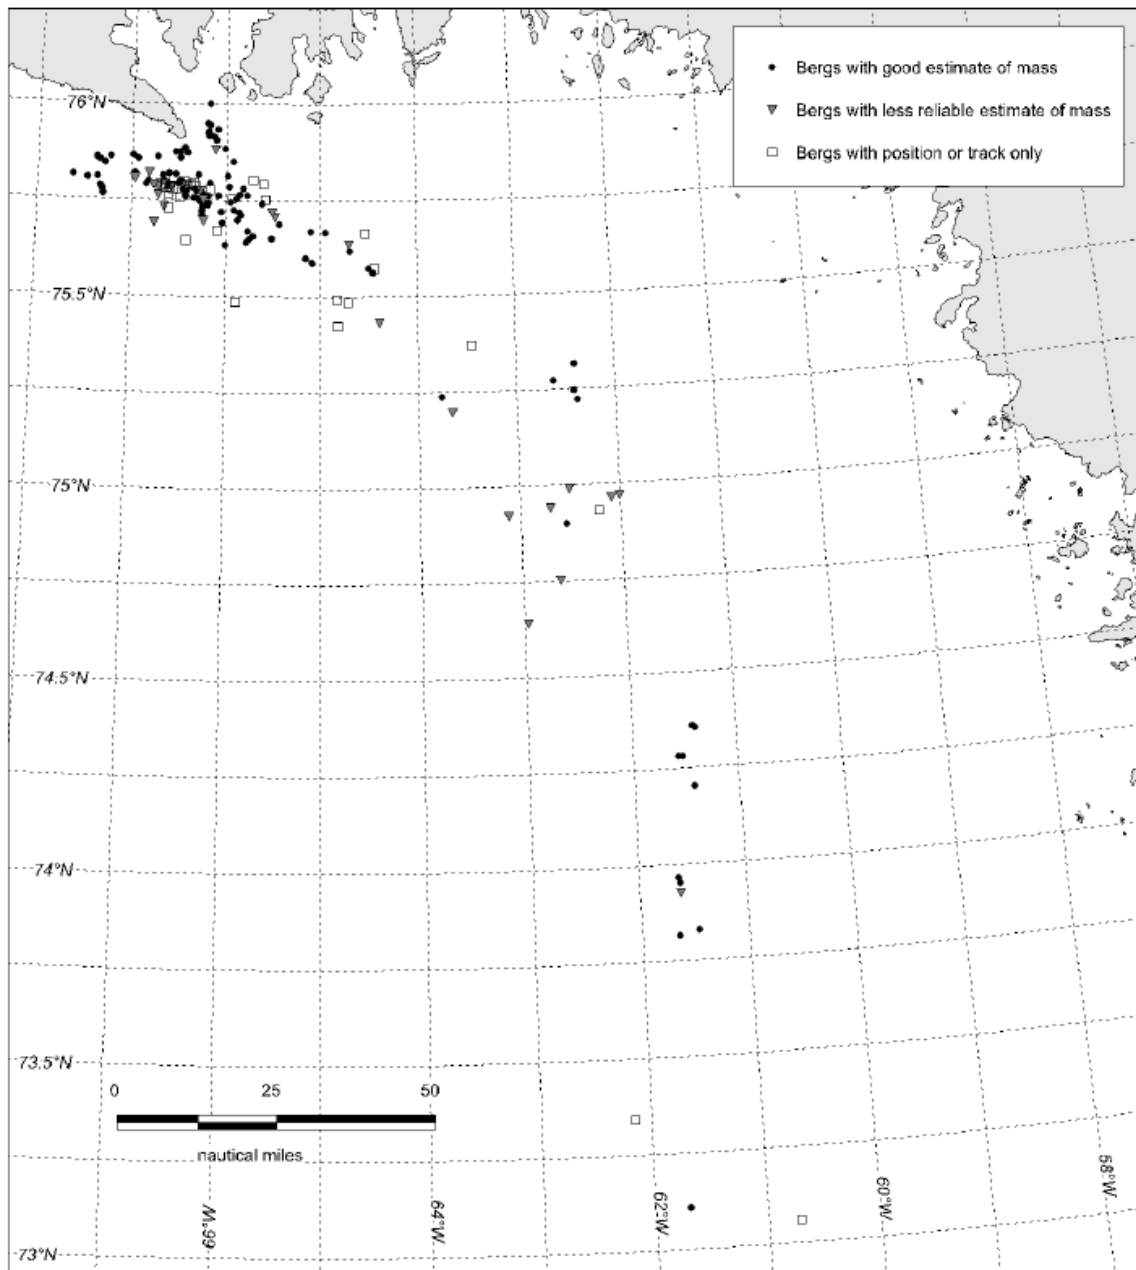 Bergs with good estimate of mass
Bergs with less reliable estimate of mass
Bergs with position or track only
76°N
75.5°N
75°N
74.5°N
74°N
73.5°N
0 25 50
nautical miles
66°W
64°W
62°W
60°W
58°W
73°N